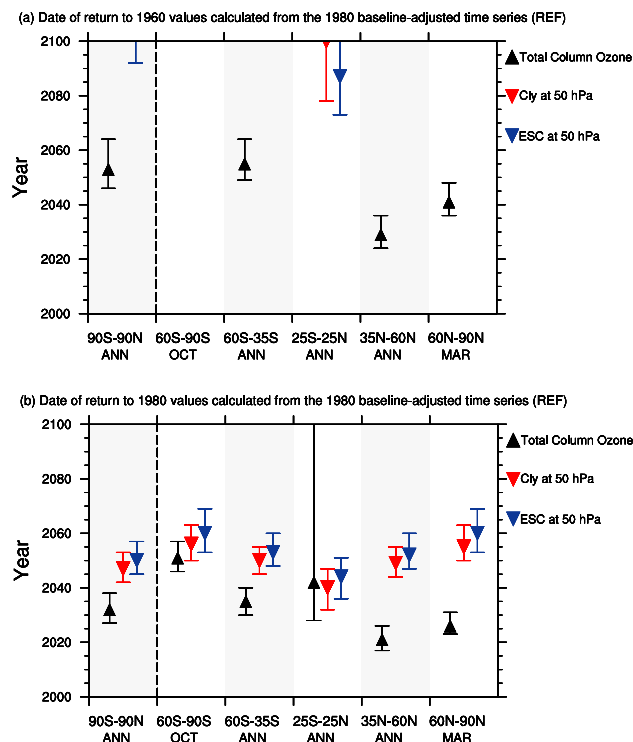 (a) Date of return to 1960 values calculated from the 1980 baseline-adjusted time series (REF)
2100
2080
2060
2040
2020
2000
Year
Total Column Ozone
Cly at 50 hPa
ESC at 50 hPa
90S-90N 60S-90S 60S-35S 25S-25N 35N-60N 60N-90N
ANN OCT ANN ANN ANN MAR
(b) Date of return to 1980 values calculated from the 1980 baseline-adjusted time series (REF)
2100
2080
2060
2040
2020
2000
Year
Total Column Ozone
Cly at 50 hPa
ESC at 50 hPa
90S-90N 60S-90S 60S-35S 25S-25N 35N-60N 60N-90N
ANN OCT ANN ANN ANN MAR